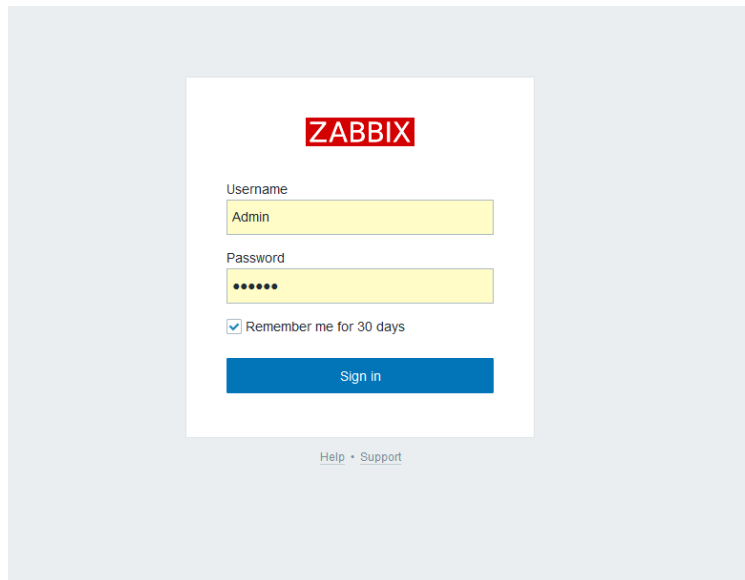 ZABBIX
Username
Admin
Password
••••••
Remember me for 30 days
Sign in
Help • Support